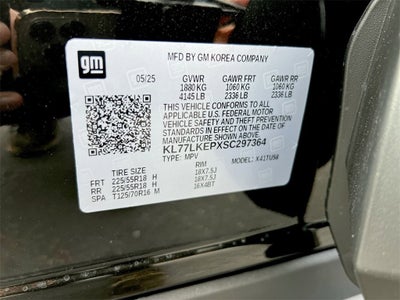 gm
MFD BY GM KOREA COMPANY
05/25 GVWR GAWR FRT GAWR RR
1880 KG 1060 KG 1060 KG
4145 LB 2336 LB 2336 LB
THIS VEHICLE CONFORMS TO ALL
APPLICABLE U.S. FEDERAL MOTOR
VEHICLE SAFETY AND THEFT PREVENTION
STANDARDS IN EFFECT ON THE DATE OF
MANUFACTURE SHOWN ABOVE.
KL77LKEPXSC297364
TYPE: MPV MODEL: X41TU56
TIRE SIZE RIM
FRT 225/55R18 H 18X7.5J
RR 225/55R18 H 18X7.5J
SPA T125/70R16 M 16X4BT